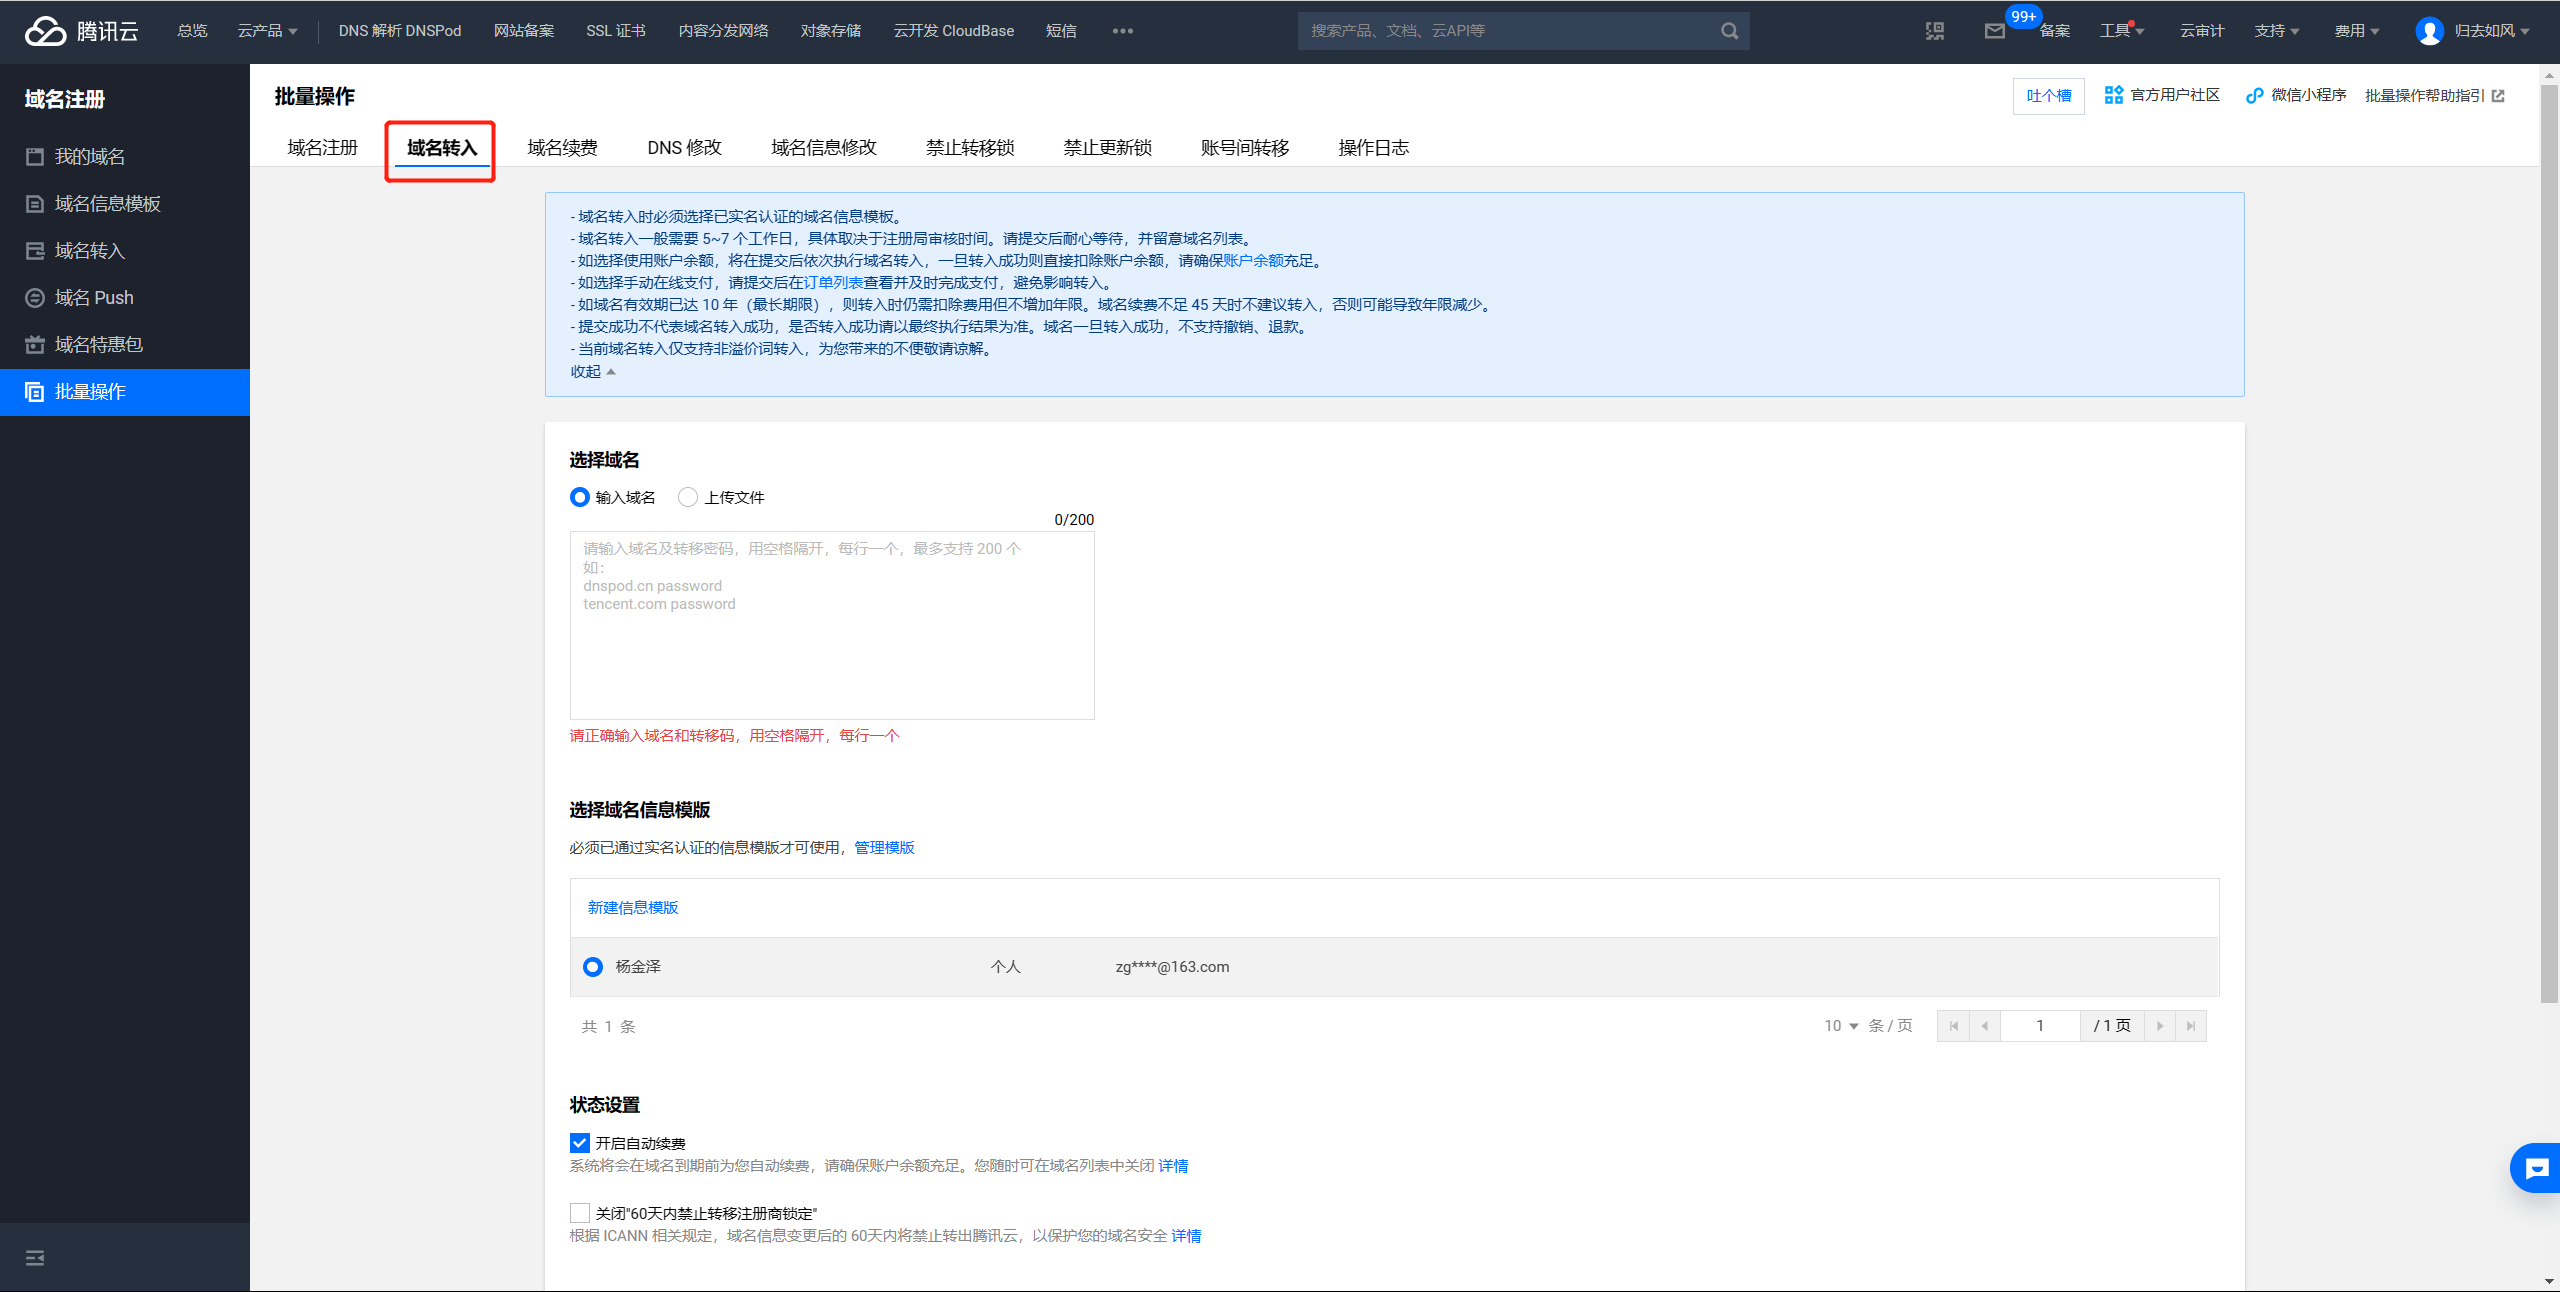 腾讯云
总览
云产品
DNS 解析 DNSPod
网站备案
SSL 证书
内容分发网络
对象存储
云开发 CloudBase
短信
搜索产品、文档、云API等
99+
备案
工具
云审计
支持
费用
归去如风
域名注册
我的域名
域名信息模板
域名转入
域名 Push
域名特惠包
批量操作
批量操作
吐个槽
官方用户社区
微信小程序
批量操作帮助指引
域名注册
域名转入
域名续费
DNS 修改
域名信息修改
禁止转移锁
禁止更新锁
账号间转移
操作日志
- 域名转入时必须选择已实名认证的域名信息模板。
- 域名转入一般需要 5~7 个工作日，具体取决于注册局审核时间。请提交后耐心等待，并留意域名列表。
- 如选择使用账户余额，将在提交后依次执行域名转入，一旦转入成功则直接扣除账户余额，请确保账户余额充足。
- 如选择手动在线支付，请提交后在订单列表查看并及时完成支付，避免影响转入。
- 如域名有效期已达 10 年（最长期限），则转入时仍需扣除费用但不增加年限。域名续费不足 45 天时不建议转入，否则可能导致年限减少。
- 提交成功不代表域名转入成功，是否转入成功请以最终执行结果为准。域名一旦转入成功，不支持撤销、退款。
- 当前域名转入仅支持非溢价词转入，为您带来的不便敬请谅解。
收起
选择域名
输入域名
上传文件
0/200
请输入域名及转移密码，用空格隔开，每行一个，最多支持 200 个
如：
dnspod.cn password
tencent.com password
请正确输入域名和转移码，用空格隔开，每行一个
选择域名信息模版
必须已通过实名认证的信息模版才可使用，管理模版
新建信息模版
杨金泽
个人
zg****@163.com
共 1 条
10
条 / 页
1
/ 1 页
状态设置
开启自动续费
系统将会在域名到期前为您自动续费，请确保账户余额充足。您随时可在域名列表中关闭 详情
关闭"60天内禁止转移注册商锁定"
根据 ICANN 相关规定，域名信息变更后的 60天内将禁止转出腾讯云，以保护您的域名安全 详情